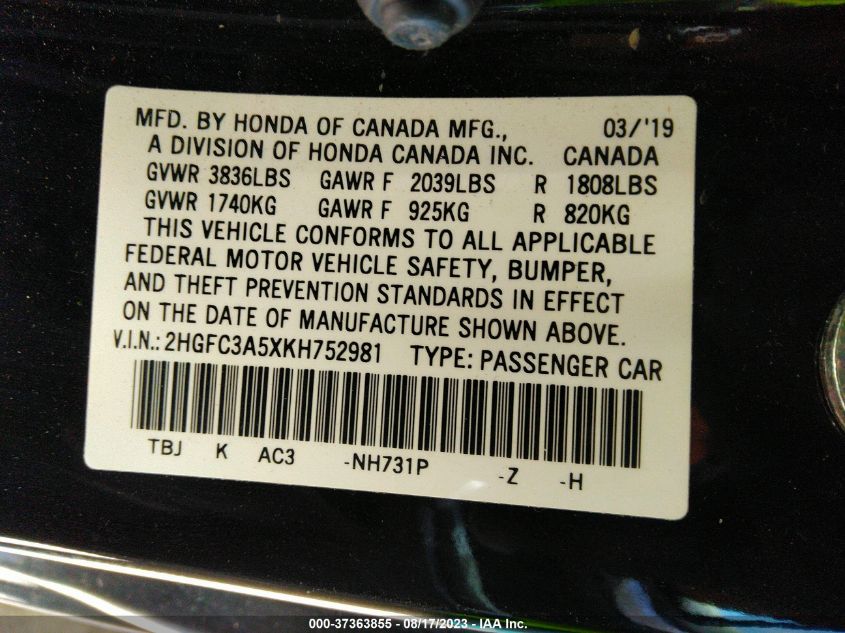 MFD. BY HONDA OF CANADA MFG., 03/'19
A DIVISION OF HONDA CANADA INC. CANADA
GVWR 3836LBS GAWR F 2039LBS R 1808LBS
GVWR 1740KG GAWR F 925KG R 820KG
THIS VEHICLE CONFORMS TO ALL APPLICABLE
FEDERAL MOTOR VEHICLE SAFETY, BUMPER,
AND THEFT PREVENTION STANDARDS IN EFFECT
ON THE DATE OF MANUFACTURE SHOWN ABOVE.
V.I.N.: 2HGFC3A5XKH752981 TYPE: PASSENGER CAR
TBJ K AC3 -NH731P -Z -H
000-37363855 - 08/17/2023 - IAA Inc.